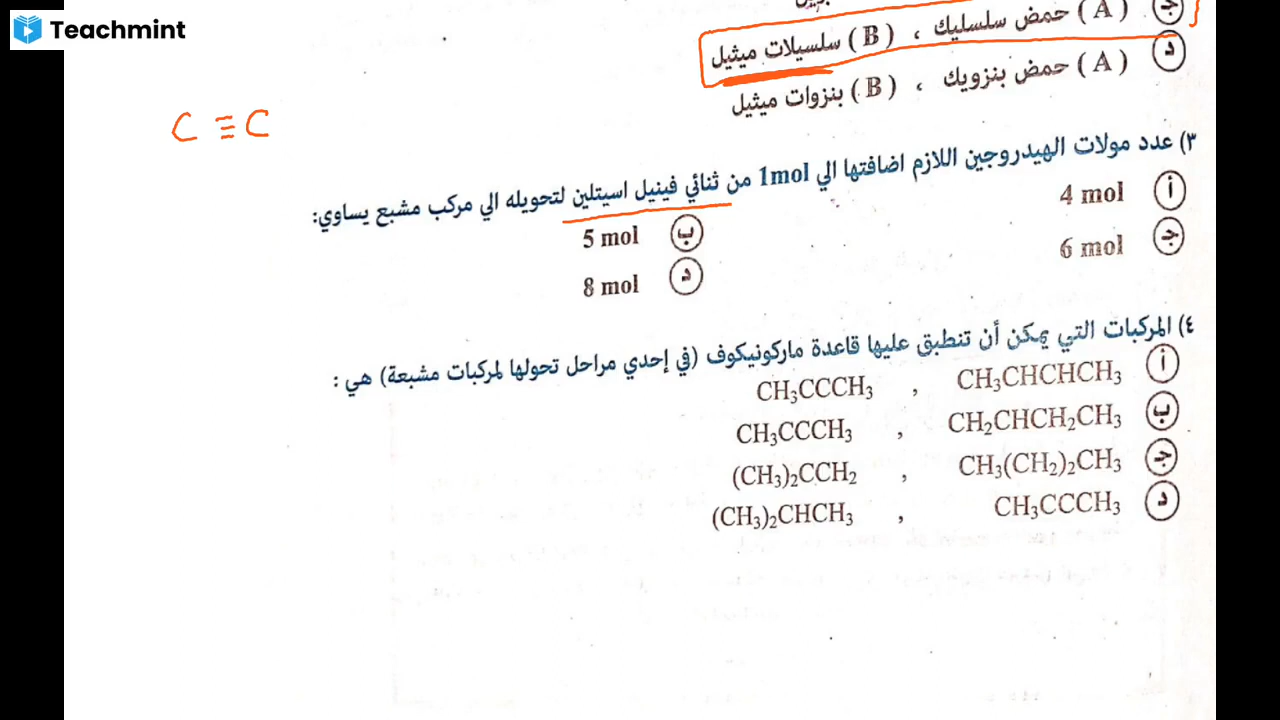 Teachmint
ج (A) حمض سلسليك ، (B) سلسيلات ميثيل
د (A) حمض بنزويك ، (B) بنزوات ميثيل
C ≡ C
٣) عدد مولات الهيدروجين اللازم اضافتها الي 1mol من ثنائي فينيل اسيتلين لتحويله الي مركب مشبع يساوي:
أ 4 mol
ب 5 mol
ج 6 mol
د 8 mol
٤) المركبات التي يمكن أن تنطبق عليها قاعدة ماركونيكوف (في إحدي مراحل تحولها لمركبات مشبعة) هي :
أ CH₃CHCHCH₃ , CH₃CCCH₃
ب CH₂CHCH₂CH₃ , CH₃CCCH₃
ج CH₃(CH₂)₂CH₃ , (CH₃)₂CCH₂
د CH₃CCCH₃ , (CH₃)₂CHCH₃